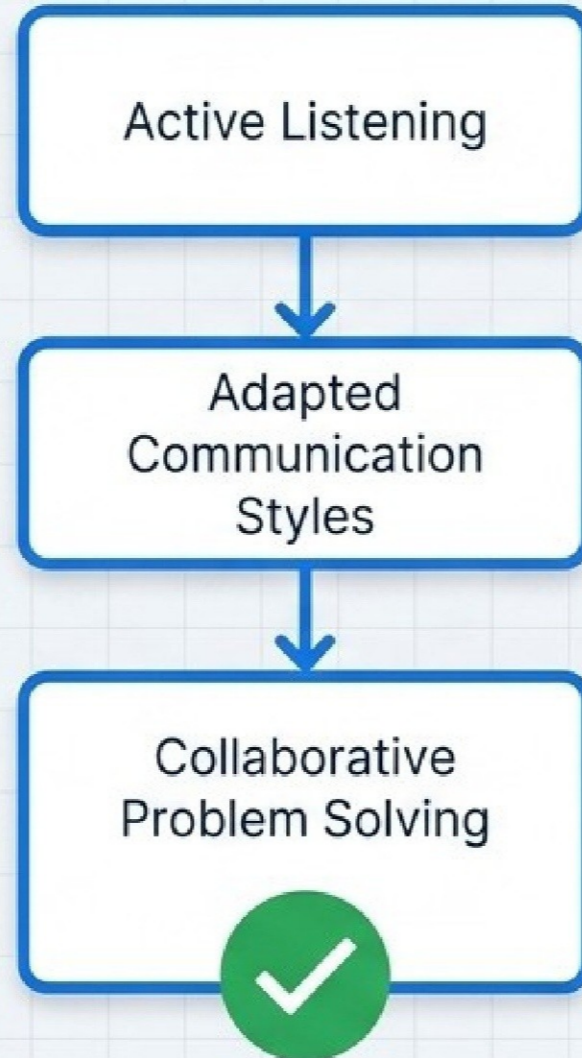 Active Listening
Adapted
Communication
Styles
Collaborative
Problem Solving